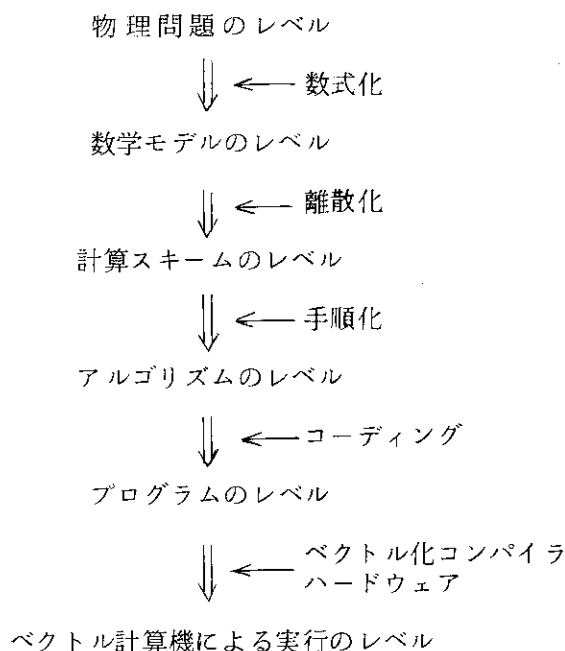 物理問題のレベル
数式化
数学モデルのレベル
離散化
計算スキームのレベル
手順化
アルゴリズムのレベル
コーディング
プログラムのレベル
ベクトル化コンパイラ
ハードウェア
ベクトル計算機による実行のレベル